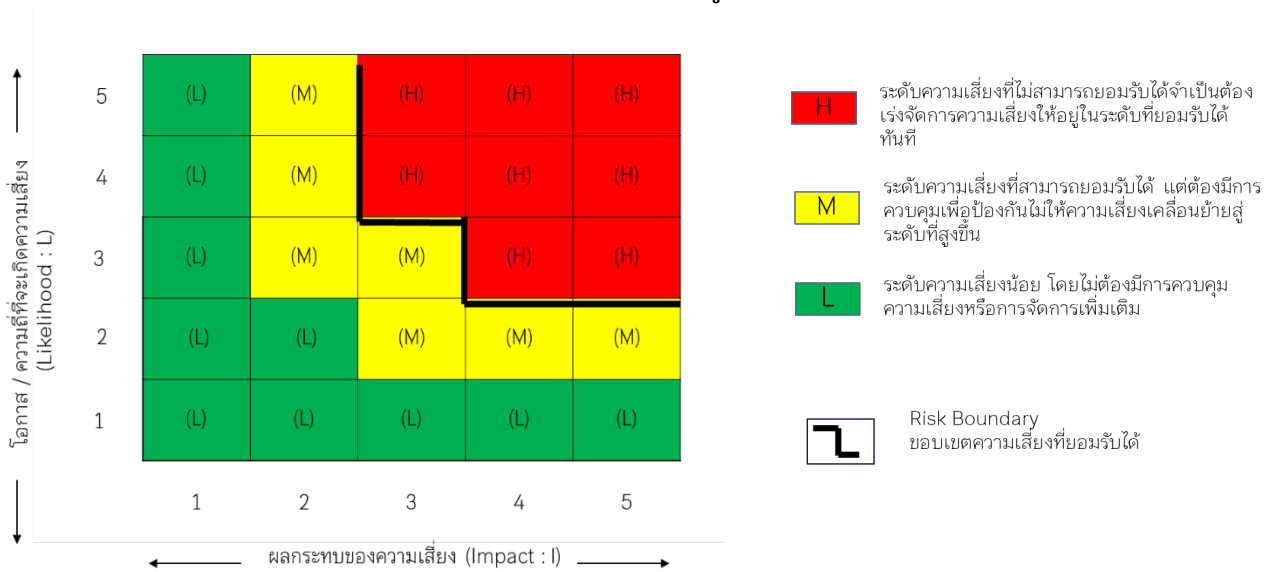 5 (L) (M) (H) (H) (H)
4 (L) (M) (H) (H) (H)
3 (L) (M) (M) (H) (H)
2 (L) (L) (M) (M) (M)
1 (L) (L) (L) (L) (L)
1 2 3 4 5
โอกาส / ความถี่ที่จะเกิดความเสี่ยง
(Likelihood : L)
ผลกระทบของความเสี่ยง (Impact : I)
H
ระดับความเสี่ยงที่ไม่สามารถยอมรับได้จำเป็นต้อง
เร่งจัดการความเสี่ยงให้อยู่ในระดับที่ยอมรับได้
ทันที
M
ระดับความเสี่ยงที่สามารถยอมรับได้ แต่ต้องมีการ
ควบคุมเพื่อป้องกันไม่ให้ความเสี่ยงเคลื่อนย้ายสู่
ระดับที่สูงขึ้น
L
ระดับความเสี่ยงน้อย โดยไม่ต้องมีการควบคุม
ความเสี่ยงหรือการจัดการเพิ่มเติม
Risk Boundary
ขอบเขตความเสี่ยงที่ยอมรับได้